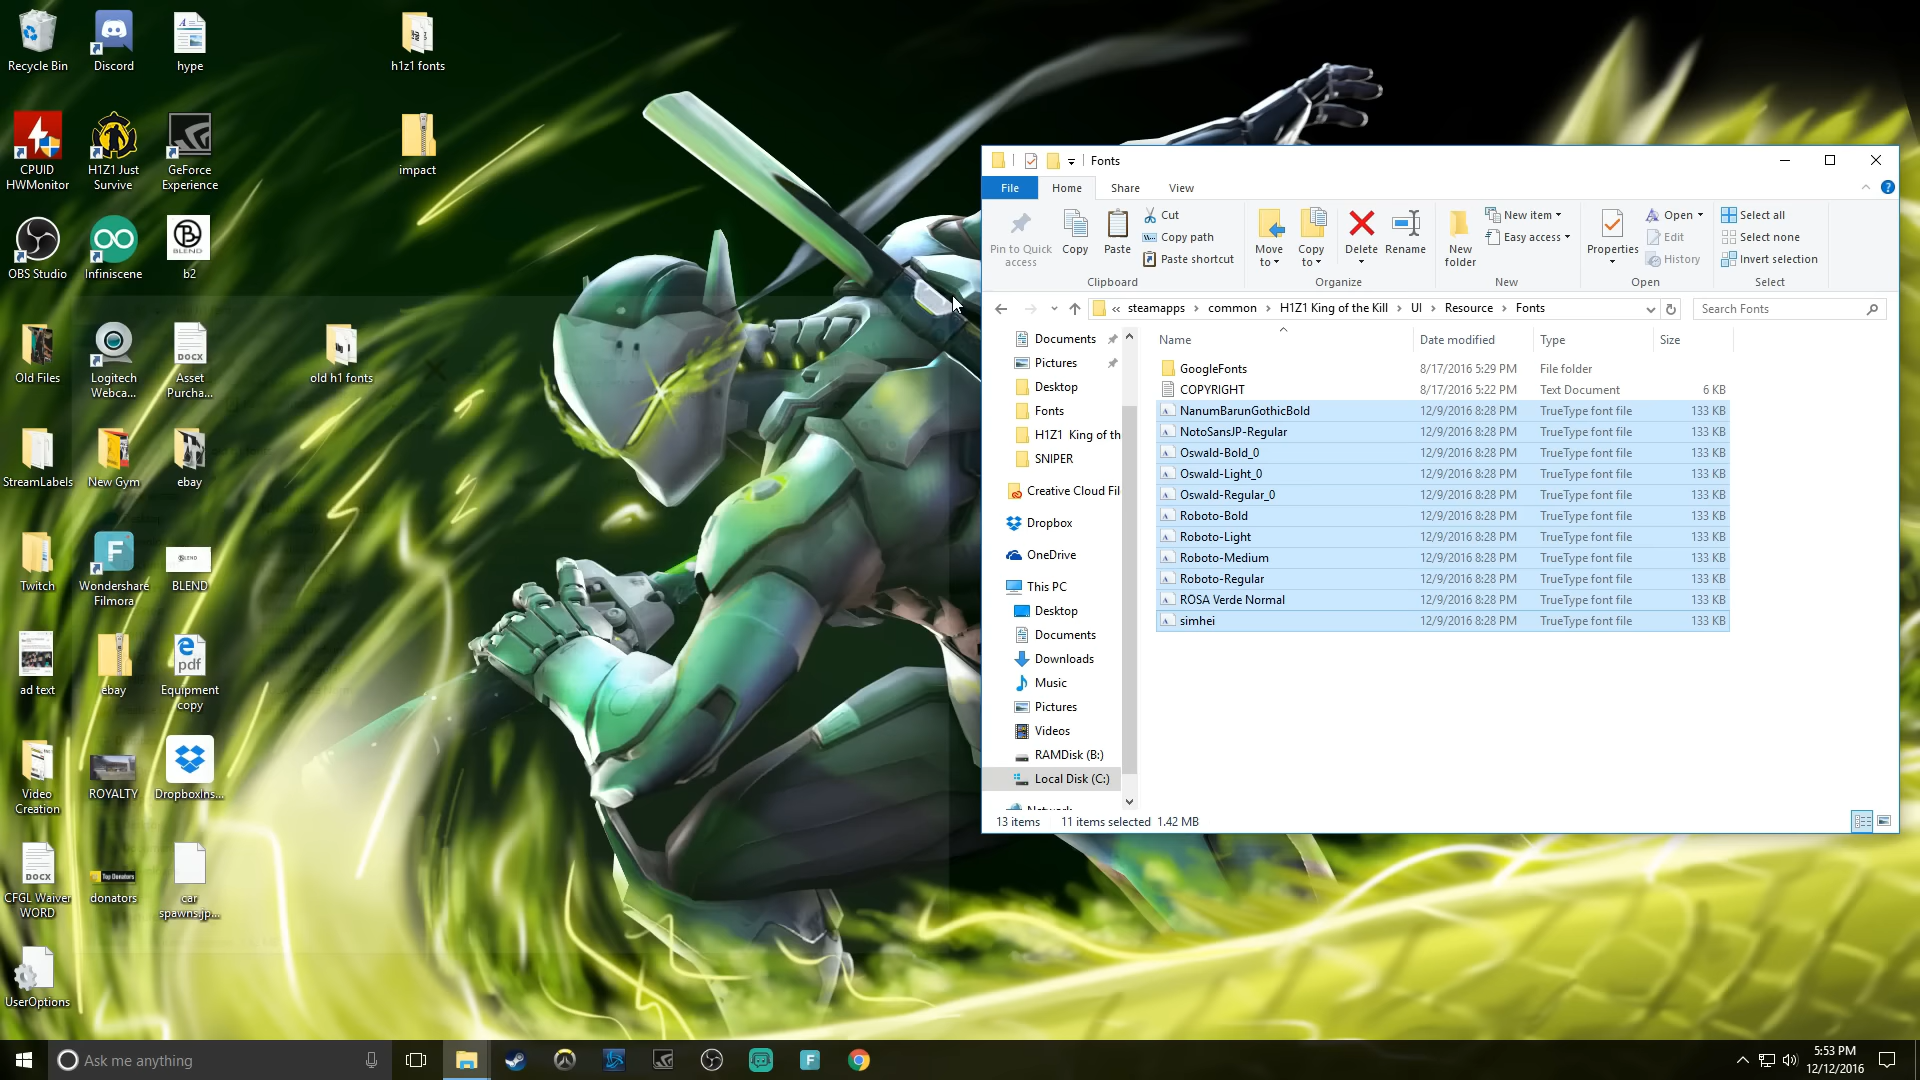 Recycle Bin
Discord
hype
h1z1 fonts
CPUID
HWMonitor
H1Z1 Just
Survive
GeForce
Experience
impact
OBS Studio
Infiniscene
BLEND
b2
Old Files
Logitech
Webca...
DOCX
Asset
Purcha...
old h1 fonts
StreamLabels
New Gym
ebay
Twitch
Wondershare
Filmora
BLEND
BLEND
ad text
ebay
pdf
Equipment
copy
Video
Creation
ROYALTY
DropboxIns...
DOCX
CFGL Waiver
WORD
Top Donators
donators
car
spawns.jp...
UserOptions
Fonts
File
Home
Share
View
Pin to Quick
access
Copy
Paste
Cut
Copy path
Paste shortcut
Clipboard
Move
to
Copy
to
Delete
Rename
Organize
New
folder
New item
Easy access
New
Properties
Open
Edit
History
Open
Select all
Select none
Invert selection
Select
« steamapps > common > H1Z1 King of the Kill > UI > Resource > Fonts
Search Fonts
Documents
Pictures
Desktop
Fonts
H1Z1 King of th
SNIPER
Creative Cloud Fil
Dropbox
OneDrive
This PC
Desktop
Documents
Downloads
Music
Pictures
Videos
RAMDisk (B:)
Local Disk (C:)
Network
Name Date modified Type Size
GoogleFonts 8/17/2016 5:29 PM File folder
COPYRIGHT 8/17/2016 5:22 PM Text Document 6 KB
NanumBarunGothicBold 12/9/2016 8:28 PM TrueType font file 133 KB
NotoSansJP-Regular 12/9/2016 8:28 PM TrueType font file 133 KB
Oswald-Bold_0 12/9/2016 8:28 PM TrueType font file 133 KB
Oswald-Light_0 12/9/2016 8:28 PM TrueType font file 133 KB
Oswald-Regular_0 12/9/2016 8:28 PM TrueType font file 133 KB
Roboto-Bold 12/9/2016 8:28 PM TrueType font file 133 KB
Roboto-Light 12/9/2016 8:28 PM TrueType font file 133 KB
Roboto-Medium 12/9/2016 8:28 PM TrueType font file 133 KB
Roboto-Regular 12/9/2016 8:28 PM TrueType font file 133 KB
ROSA Verde Normal 12/9/2016 8:28 PM TrueType font file 133 KB
simhei 12/9/2016 8:28 PM TrueType font file 133 KB
13 items 11 items selected 1.42 MB
Ask me anything
5:53 PM
12/12/2016